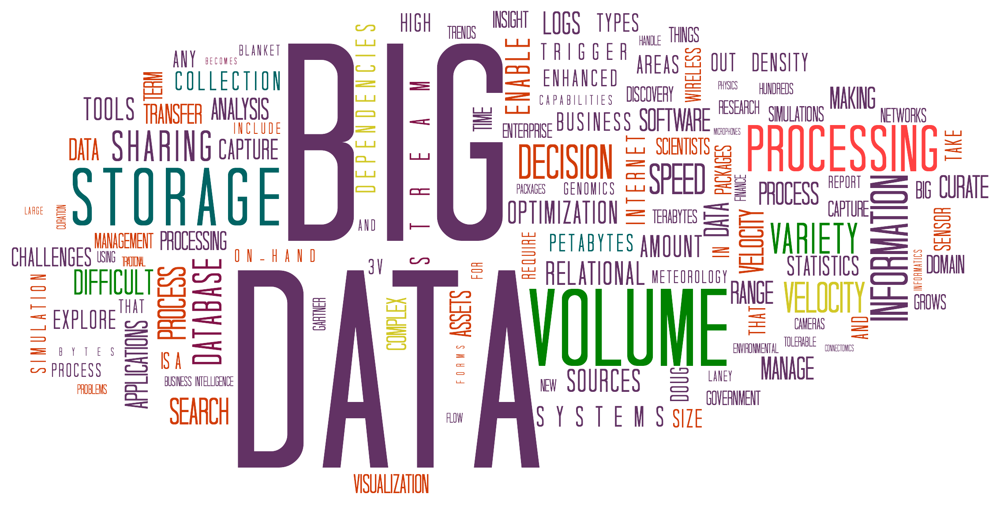 HIGH
TRENDS
INSIGHT
LOGS
TYPES
HANDLE
THINGS
BLANKET
ANY
BECOMES
COLLECTION
TERM
TOOLS
TRANSFER
ANALYSIS
INCLUDE
DATA
SHARING
CAPTURE
STORAGE
LARGE
CURATION
MANAGEMENT
PROCESSING
CHALLENGES
USING
TRADITIONAL
ON-HAND
DIFFICULT
BIG
DEPENDENCIES
STREAM
TIME
AND
3V
DATA
GARTNER
COMPLEX
ASSETS
FOR
FORMS
FLOW
VISUALIZATION
SIMULATION
THAT
EXPLORE
PROCESS
DATABASE
APPLICATIONS
BYTES
PROCESS
IS A
PROBLEMS
BUSINESS INTELLIGENCE
SEARCH
ENABLE
TRIGGER
ENHANCED
CAPABILITIES
AREAS
WIRELESS
OUT
DENSITY
DISCOVERY
PHYSICS
HUNDREDS
MAKING
RESEARCH
SIMULATIONS
NETWORKS
ENTERPRISE
BUSINESS
SOFTWARE
MICROPHONES
PROCESSING
TAKE
DECISION
INTERNET
SCIENTISTS
PACKAGES
SPEED
FINANCE
PACKAGES
GENOMICS
PROCESS
REPORT
BIG
CURATE
OPTIMIZATION
TERABYTES
DATA
CAPTURE
INFORMATION
SENSOR
VELOCITY
VARIETY
REQUIRE
PETABYTES
AMOUNT
IN
STATISTICS
INFORMATICS
DOMAIN
RELATIONAL
METEOROLOGY
RANGE
VELOCITY
GROWS
VOLUME
THAT
CAMERAS
AND
TOLERABLE
ENVIRONMENTAL
CONNECTOMICS
MANAGE
NEW
SOURCES
DOUG
LANEY
GOVERNMENT
SYSTEMS
SIZE